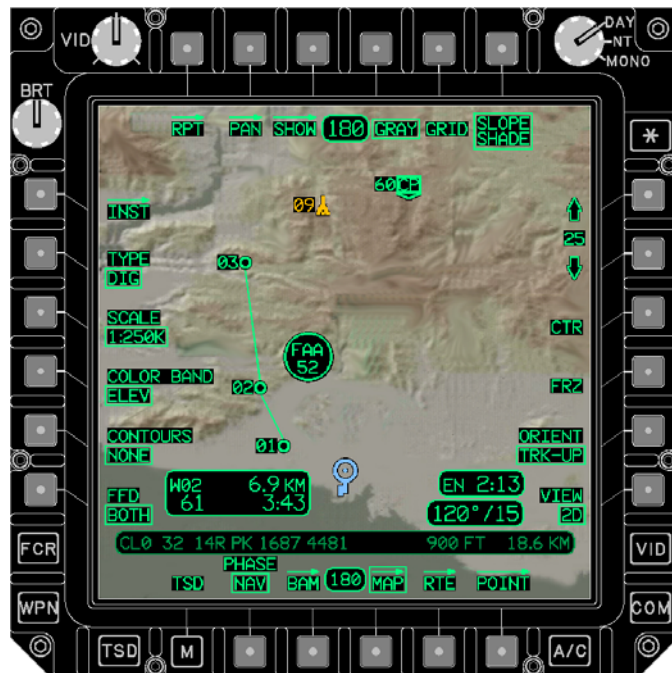 VID
DAY
NT
MONO
BRT
RPT PAN SHOW 180 GRAY GRID SLOPE SHADE
*
60 CP
INST
09
25
TYPE
DIG
03
SCALE
1:250K
CTR
FAA
52
COLOR BAND
ELEV
02
FRZ
CONTOURS
NONE
01
ORIENT
TRK-UP
W02 6.9 KM
61 3:43
EN 2:13
120°/15
FFD
BOTH
VIEW
2D
CL0 32 14R PK 1687 4481 900 FT 18.6 KM
FCR
VID
PHASE
TSD NAV BAM 180 MAP RTE POINT
WPN
COM
TSD
M
A/C